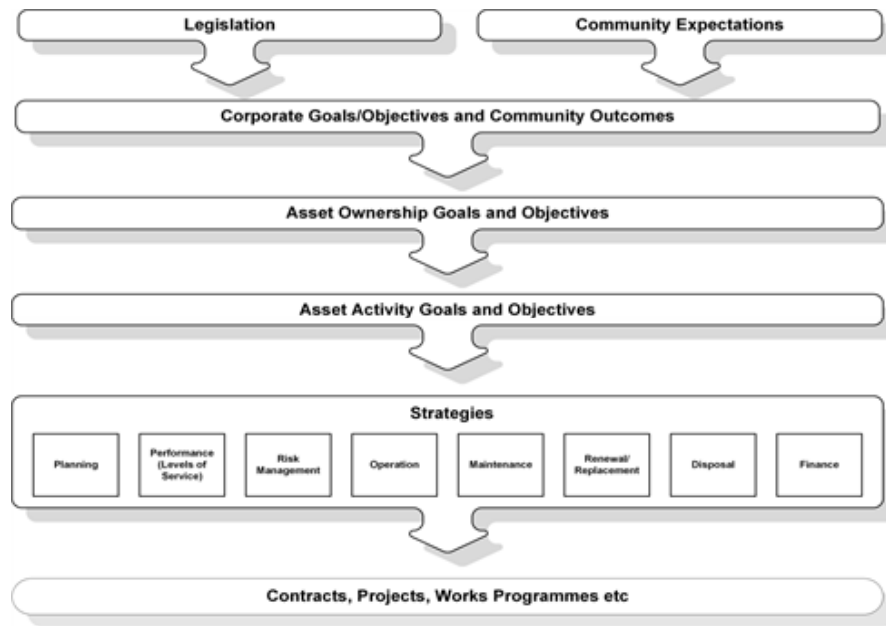 Legislation
Community Expectations
Corporate Goals/Objectives and Community Outcomes
Asset Ownership Goals and Objectives
Asset Activity Goals and Objectives
Strategies
Planning
Performance
(Levels of
Service)
Risk
Management
Operation
Maintenance
Renewal/
Replacement
Disposal
Finance
Contracts, Projects, Works Programmes etc